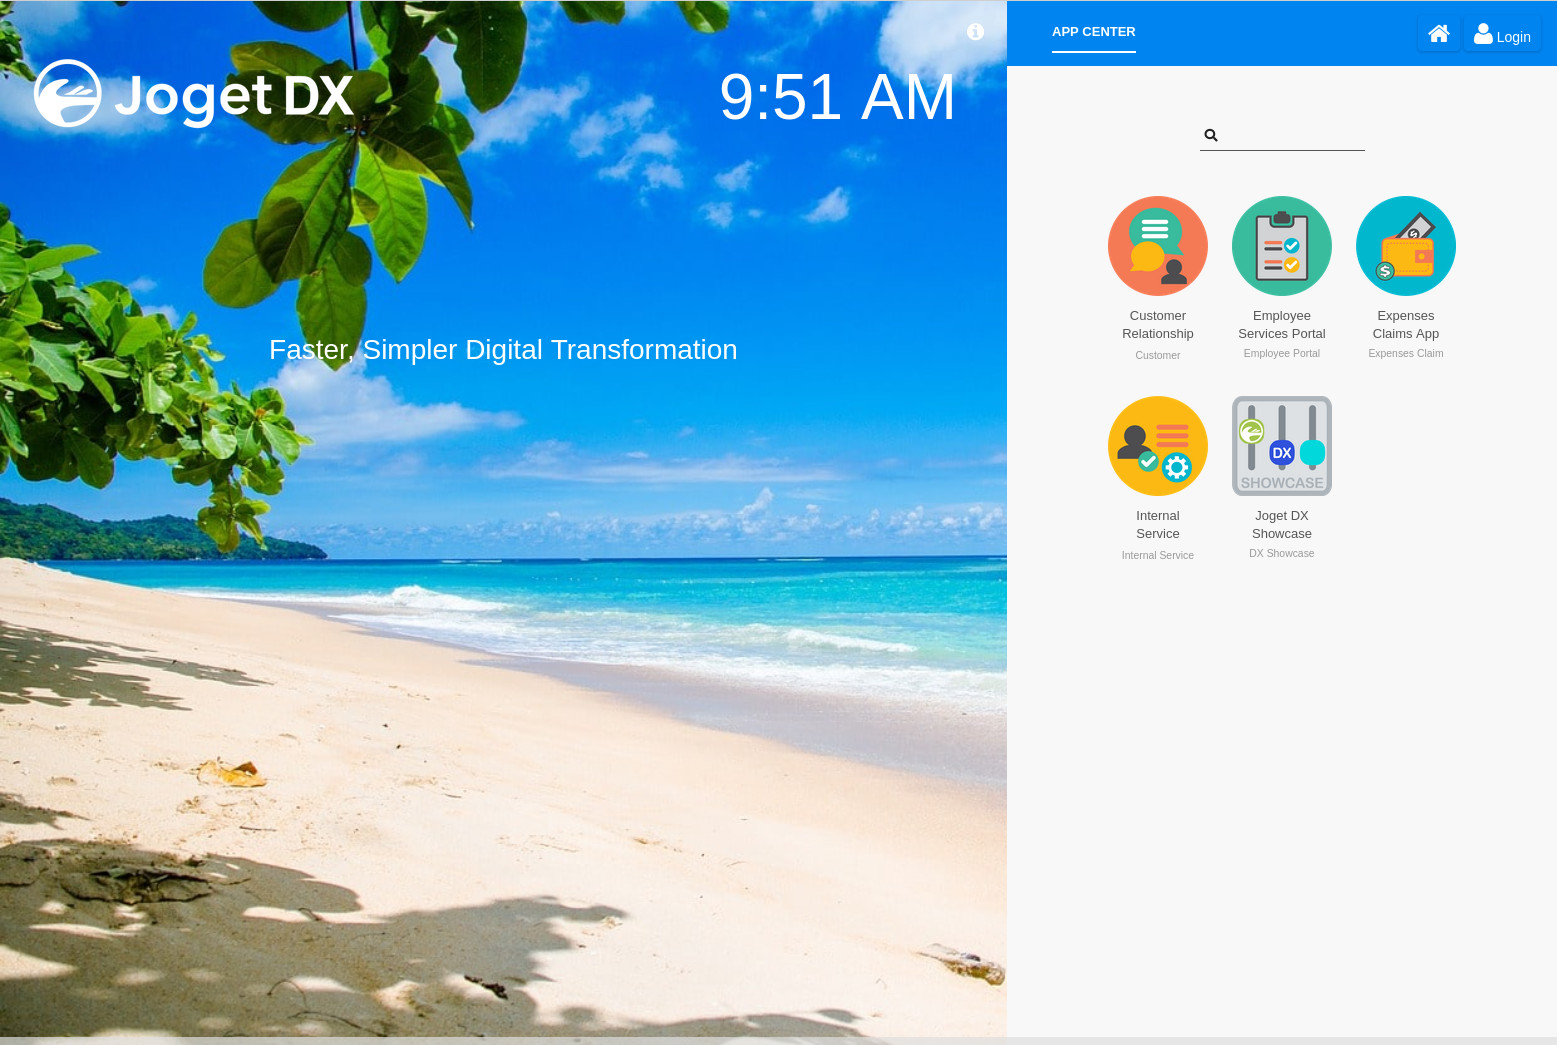 Joget DX
9:51 AM
Faster, Simpler Digital Transformation
APP CENTER
Login
Customer
Relationship
Customer
Employee
Services Portal
Employee Portal
Expenses
Claims App
Expenses Claim
Internal
Service
Internal Service
DX
SHOWCASE
Joget DX
Showcase
DX Showcase